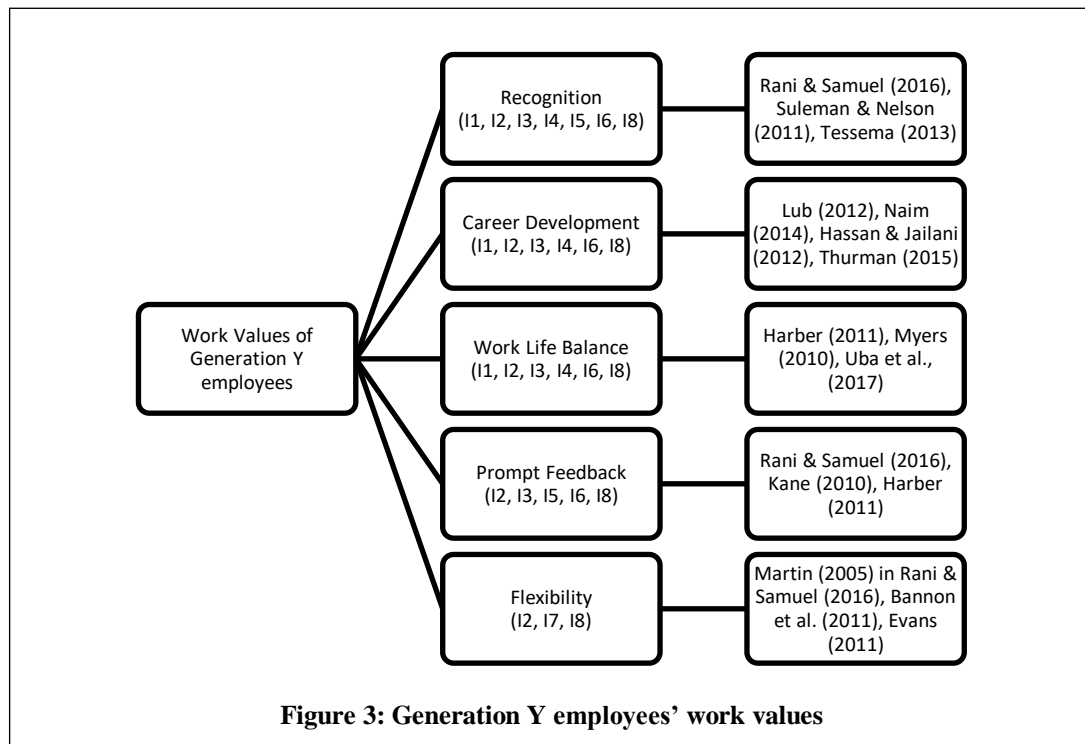 Recognition
(I1, I2, I3, I4, I5, I6, I8)
Rani & Samuel (2016),
Suleman & Nelson
(2011), Tessema (2013)
Career Development
(I1, I2, I3, I4, I6, I8)
Lub (2012), Naim
(2014), Hassan & Jailani
(2012), Thurman (2015)
Work Values of
Generation Y
employees
Work Life Balance
(I1, I2, I3, I4, I6, I8)
Harber (2011), Myers
(2010), Uba et al.,
(2017)
Prompt Feedback
(I2, I3, I5, I6, I8)
Rani & Samuel (2016),
Kane (2010), Harber
(2011)
Flexibility
(I2, I7, I8)
Martin (2005) in Rani &
Samuel (2016), Bannon
et al. (2011), Evans
(2011)
Figure 3: Generation Y employees’ work values